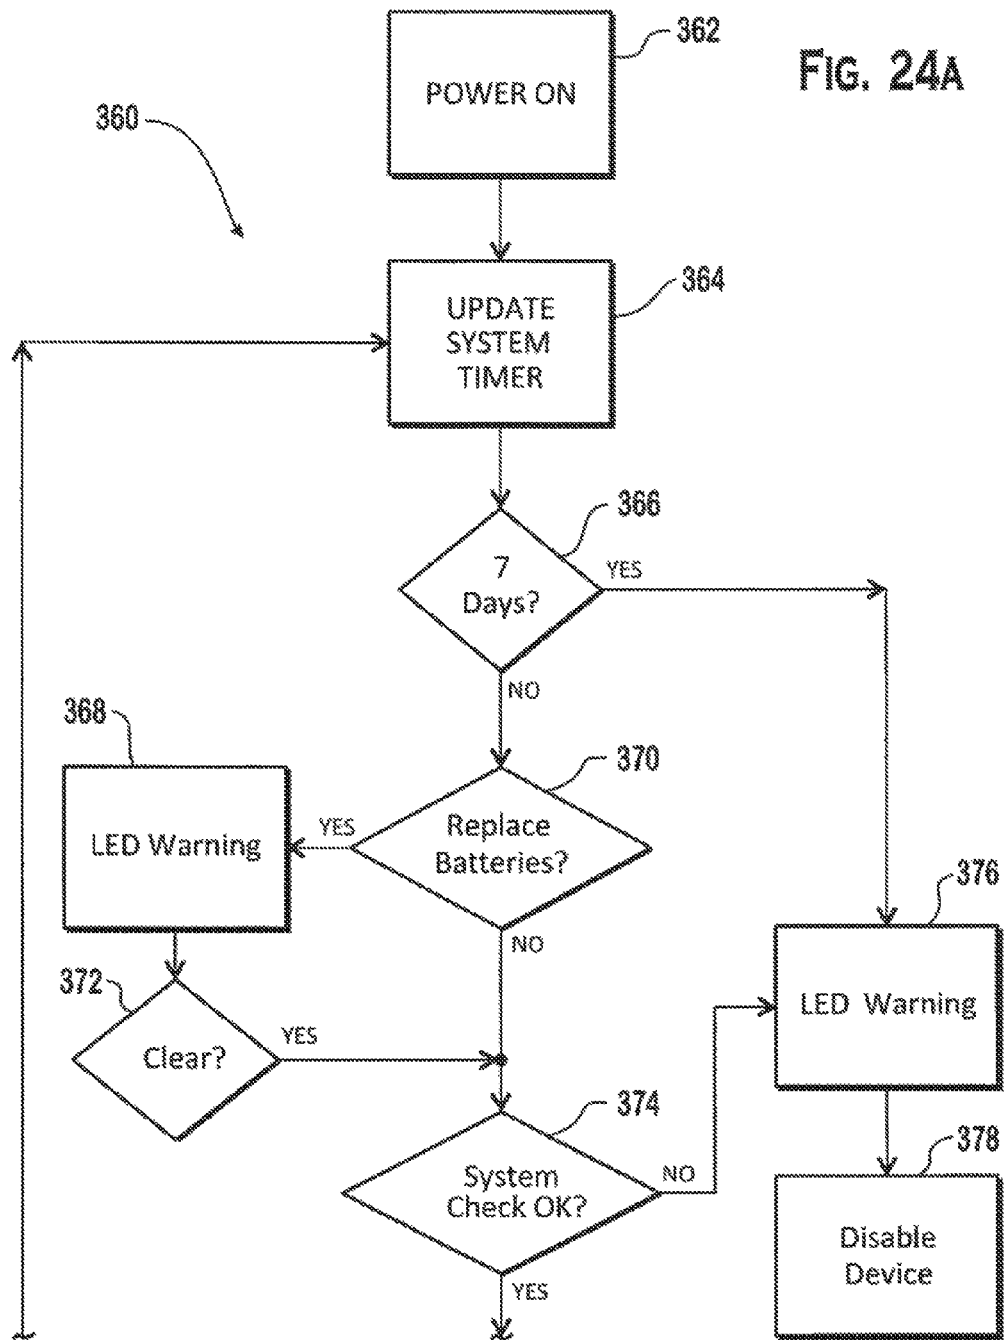 362
FIG. 24A
POWER ON
360
364
UPDATE
SYSTEM
TIMER
366
7
Days?
YES
NO
368
370
LED Warning
YES
Replace
Batteries?
376
NO
372
LED Warning
Clear?
YES
374
378
System
Check OK?
NO
Disable
Device
YES